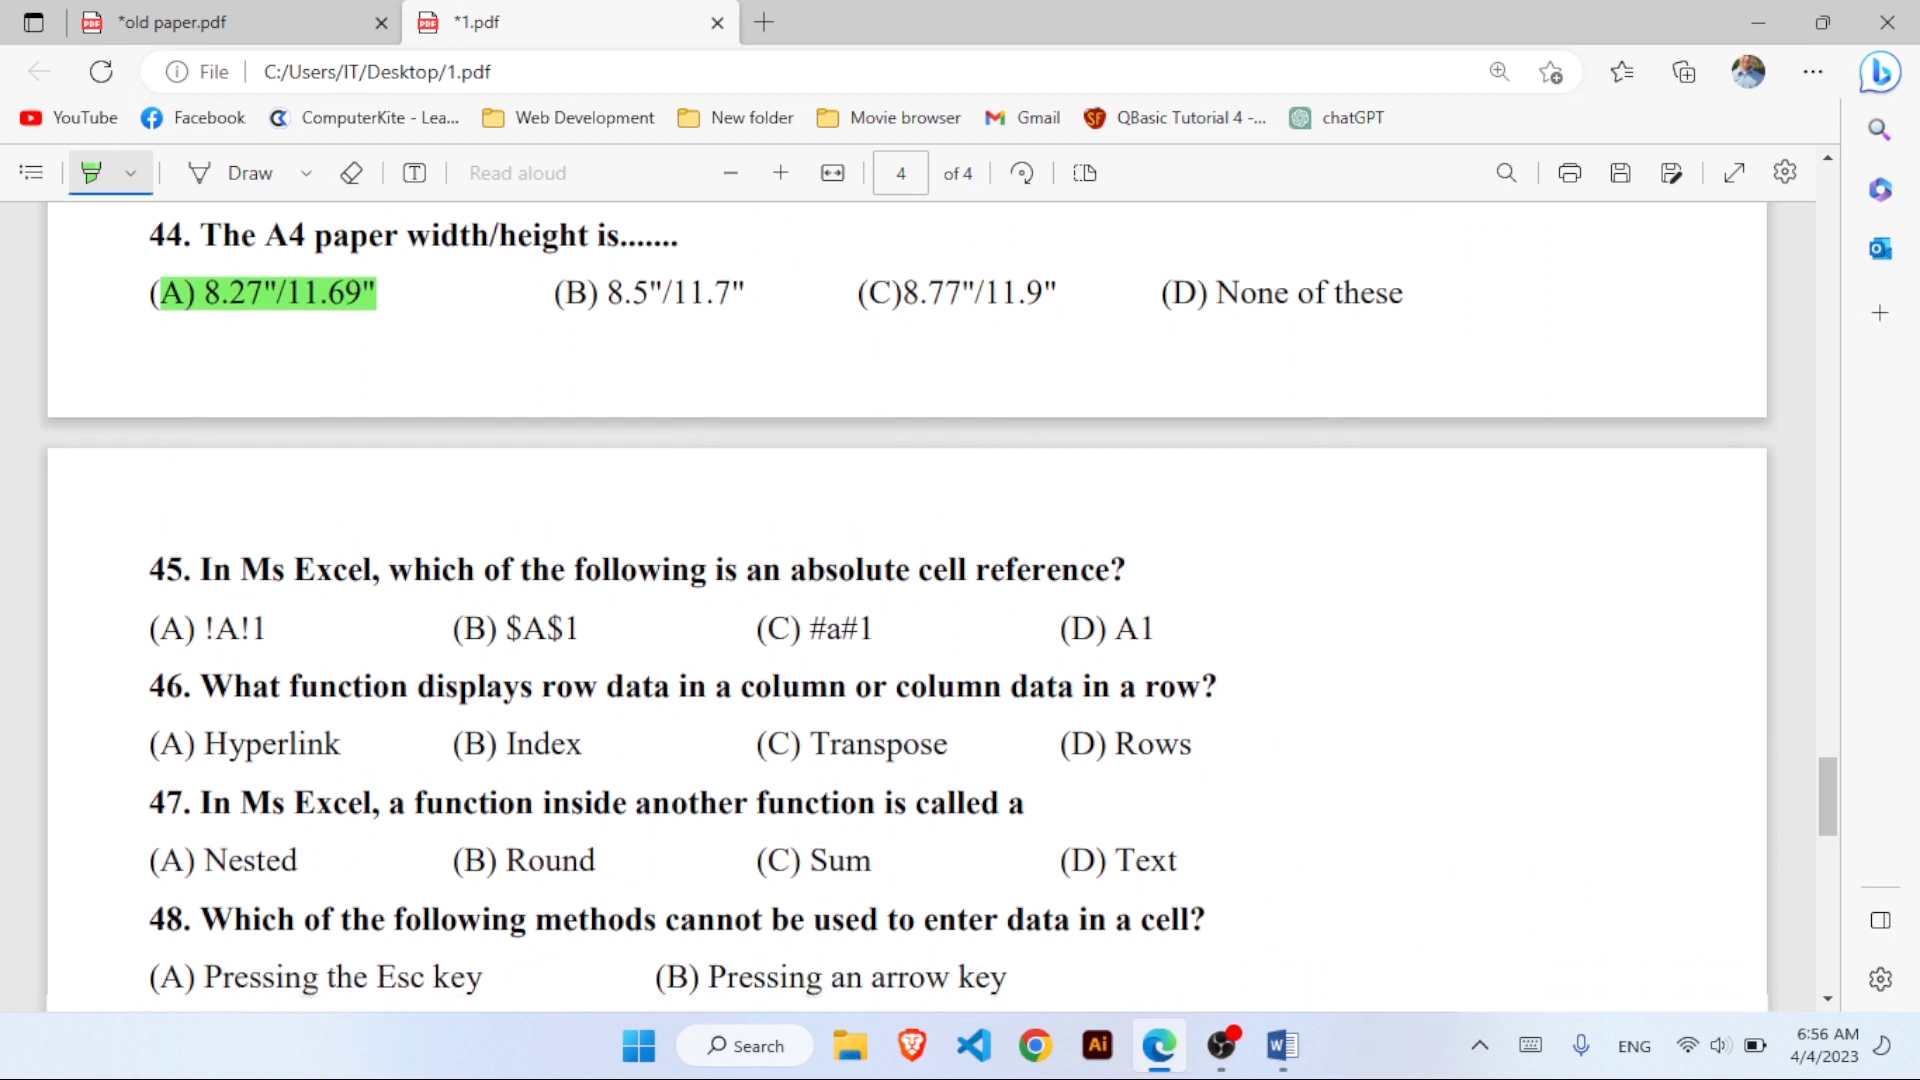 *old paper.pdf
*1.pdf
File
C:/Users/IT/Desktop/1.pdf
YouTube
Facebook
ComputerKite - Lea...
Web Development
New folder
Movie browser
Gmail
QBasic Tutorial 4 -...
chatGPT
Draw
Read aloud
4
of 4
44. The A4 paper width/height is.......
(A) 8.27"/11.69" (B) 8.5"/11.7" (C)8.77"/11.9" (D) None of these
45. In Ms Excel, which of the following is an absolute cell reference?
(A) !A!1 (B) $A$1 (C) #a#1 (D) A1
46. What function displays row data in a column or column data in a row?
(A) Hyperlink (B) Index (C) Transpose (D) Rows
47. In Ms Excel, a function inside another function is called a
(A) Nested (B) Round (C) Sum (D) Text
48. Which of the following methods cannot be used to enter data in a cell?
(A) Pressing the Esc key (B) Pressing an arrow key
Search
Ai
ENG
6:56 AM
4/4/2023